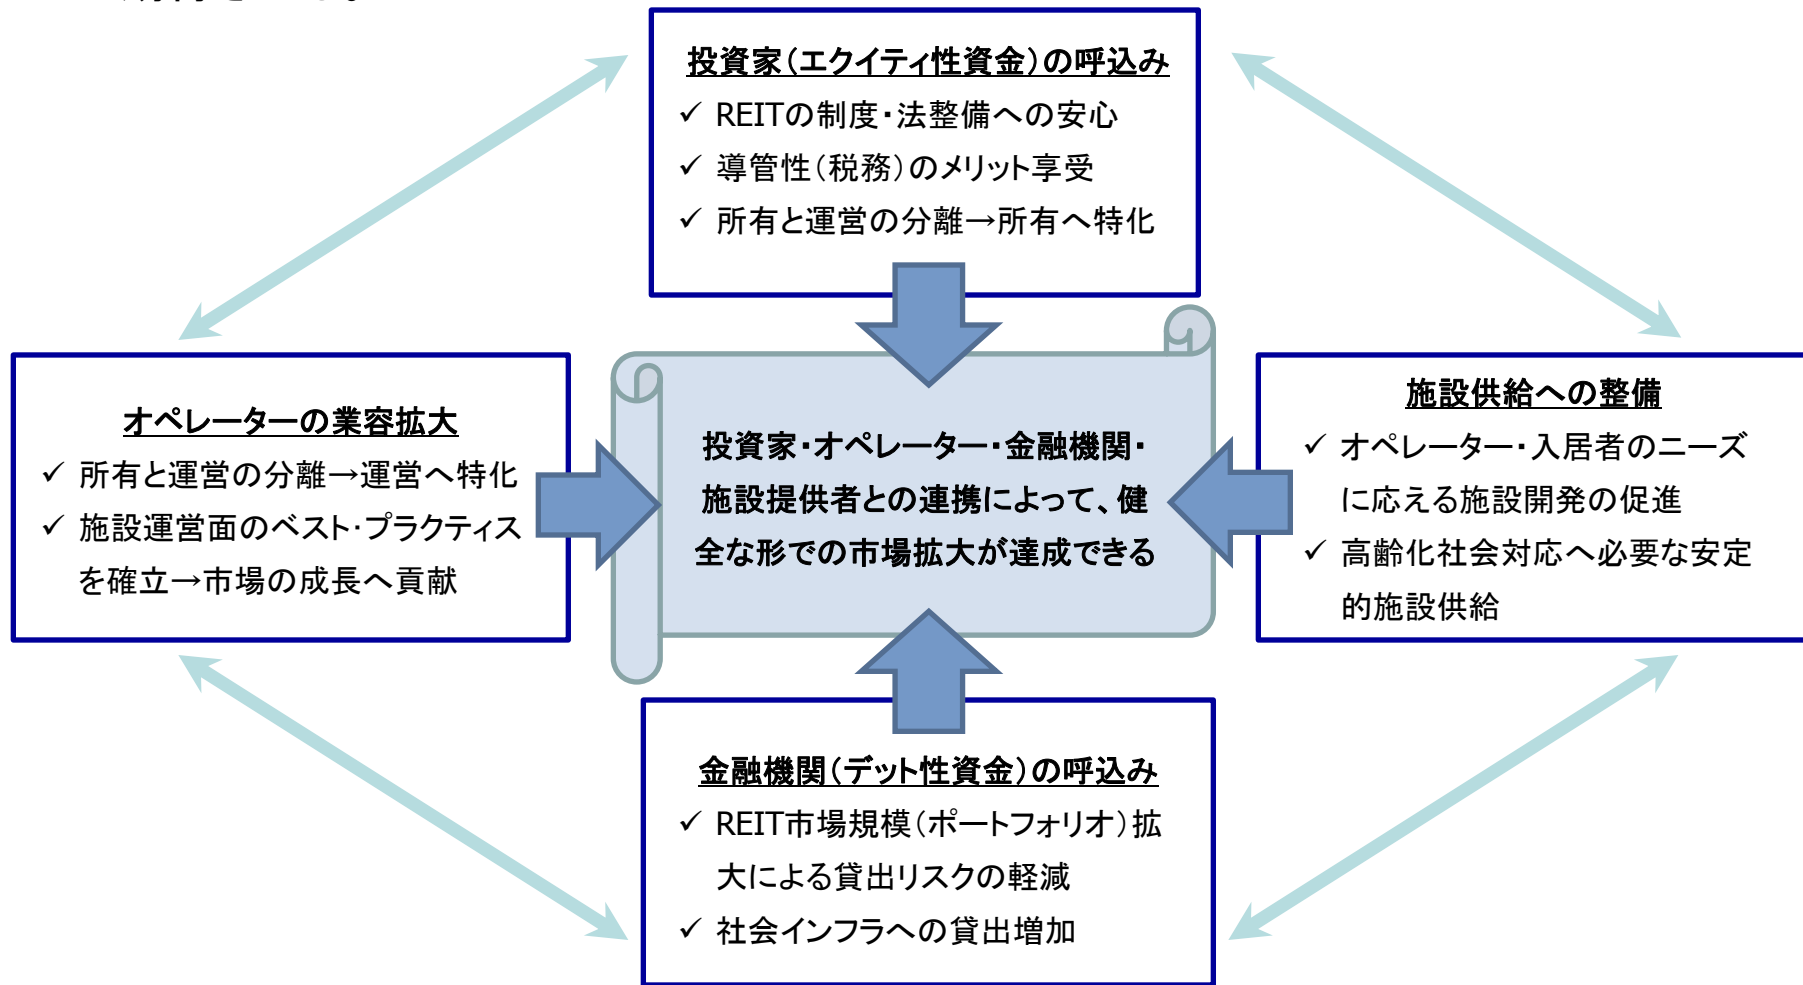 投資家（エクイティ性資金）の呼込み
✓ REITの制度・法整備への安心
✓ 導管性（税務）のメリット享受
✓ 所有と運営の分離→所有へ特化
オペレーターの業容拡大
✓ 所有と運営の分離→運営へ特化
✓ 施設運営面のベスト・プラクティス
を確立→市場の成長へ貢献
投資家・オペレーター・金融機関・
施設提供者との連携によって、健
全な形での市場拡大が達成できる
施設供給への整備
✓ オペレーター・入居者のニーズ
に応える施設開発の促進
✓ 高齢化社会対応へ必要な安定
的施設供給
金融機関（デット性資金）の呼込み
✓ REIT市場規模（ポートフォリオ）拡
大による貸出リスクの軽減
✓ 社会インフラへの貸出増加